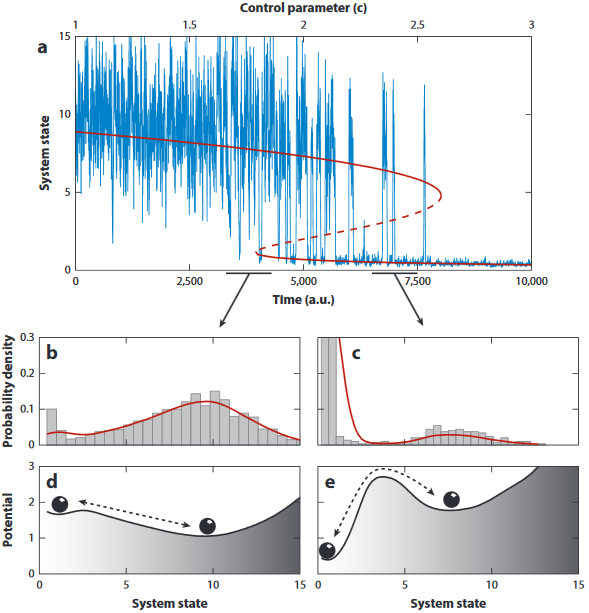 Control parameter (c)
1 1.5 2 2.5 3
a
15
10
5
0
System state
0 2,500 5,000 7,500 10,000
Time (a.u.)
b c
0.3
0.2
0.1
0
Probability density
d e
3
2
1
0
Potential
0 5 10 15 0 5 10 15
System state System state